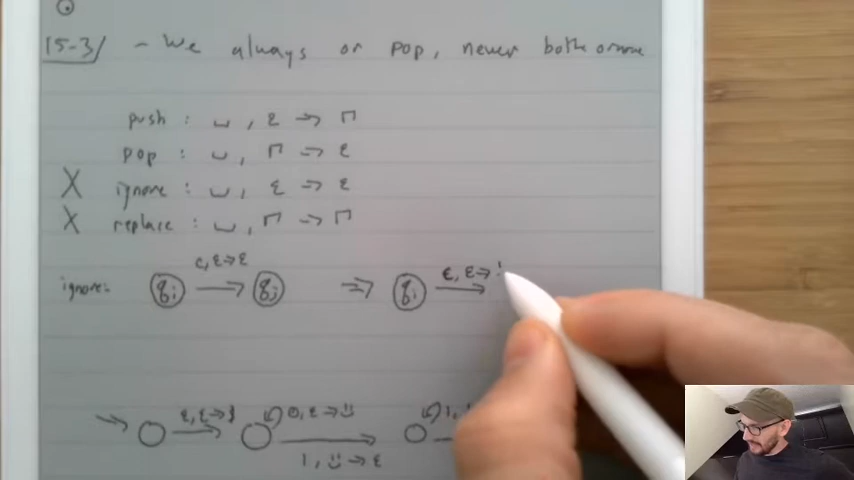 15-3/ - We always or pop, never both or none
push : ␣, ε → Γ
pop : ␣, Γ → ε
X ignore : ␣, ε → ε
X replace : ␣, Γ → Γ
ignore: qi c, ε → ε qj ⇒ qi ε, ε → !
→ ε, ε → $ 0, ε → ü 1,
1, ü → ε